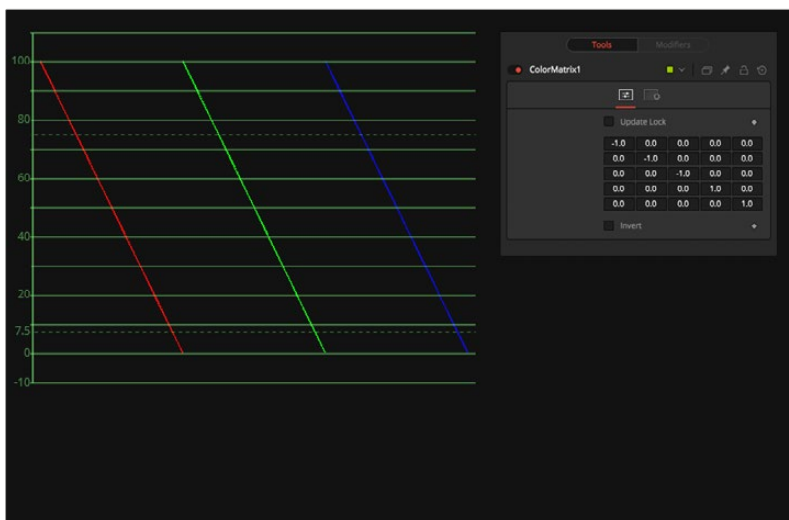 100
80
60
40
20
7.5
0
-10
Tools Modifiers
ColorMatrix1
Update Lock
-1.0 0.0 0.0 0.0 0.0
0.0 -1.0 0.0 0.0 0.0
0.0 0.0 -1.0 0.0 0.0
0.0 0.0 0.0 1.0 0.0
0.0 0.0 0.0 0.0 1.0
Invert